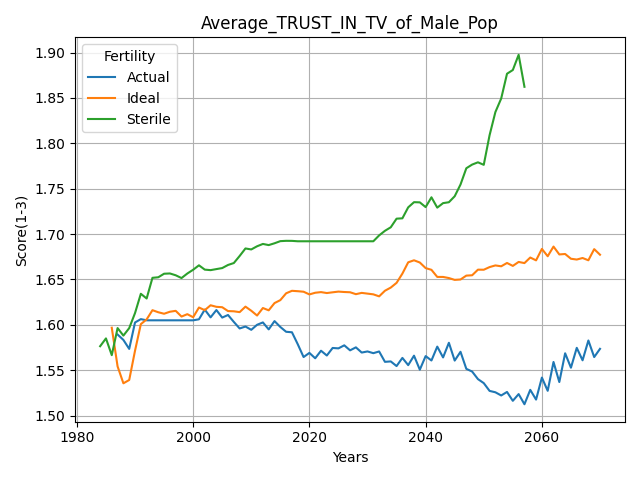 Average_TRUST_IN_TV_of_Male_Pop
Fertility
Actual
Ideal
Sterile
1.90
1.85
1.80
1.75
1.70
1.65
1.60
1.55
1.50
Score(1-3)
1980
2000
2020
2040
2060
Years